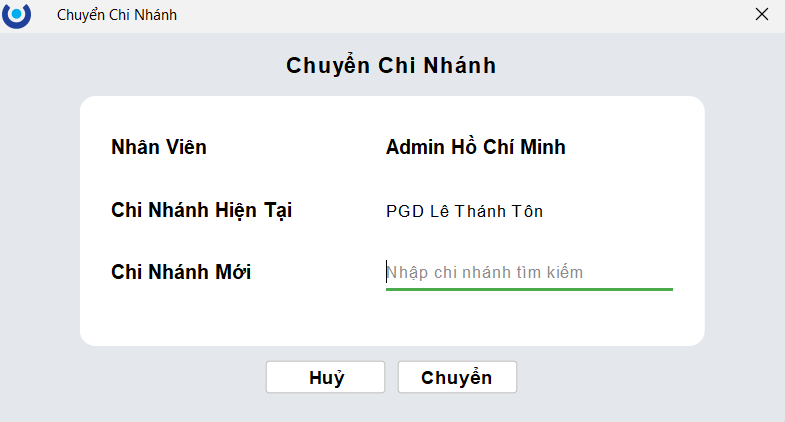 Chuyển Chi Nhánh
Chuyển Chi Nhánh
Nhân Viên Admin Hồ Chí Minh
Chi Nhánh Hiện Tại PGD Lê Thánh Tôn
Chi Nhánh Mới Nhập chi nhánh tìm kiếm
Huỷ Chuyển